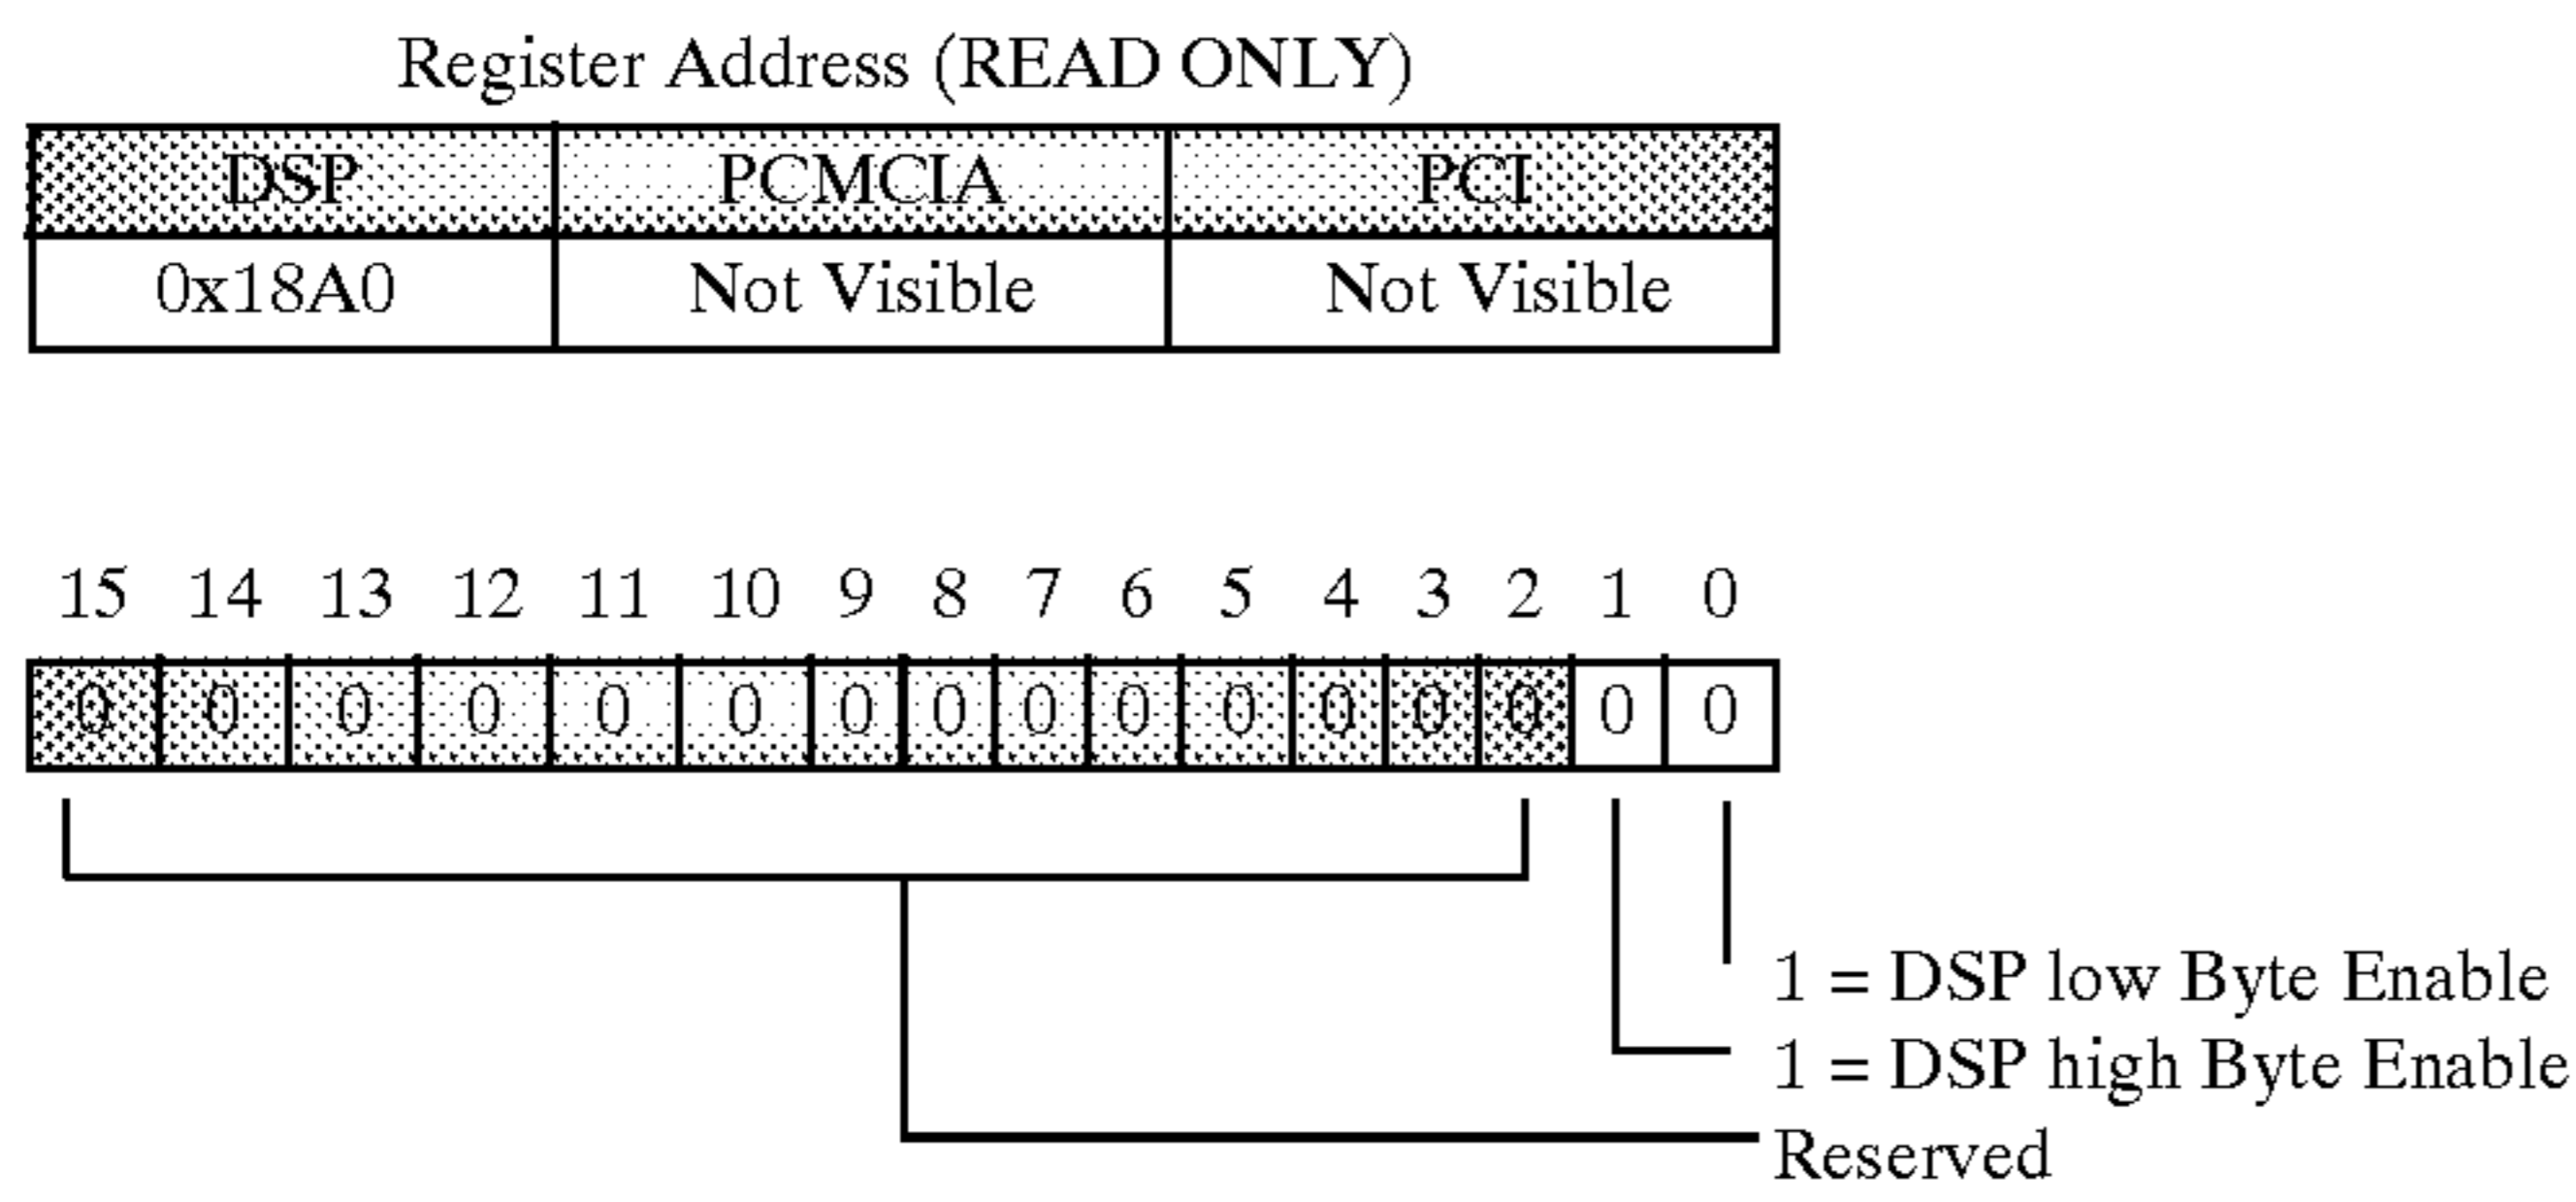 Register Address (READ ONLY)
DSP PCMCIA PCI
0x18A0 Not Visible Not Visible
15 14 13 12 11 10 9 8 7 6 5 4 3 2 1 0
0 0 0 0 0 0 0 0 0 0 0 0 0 0 0 0
1 = DSP low Byte Enable
1 = DSP high Byte Enable
Reserved